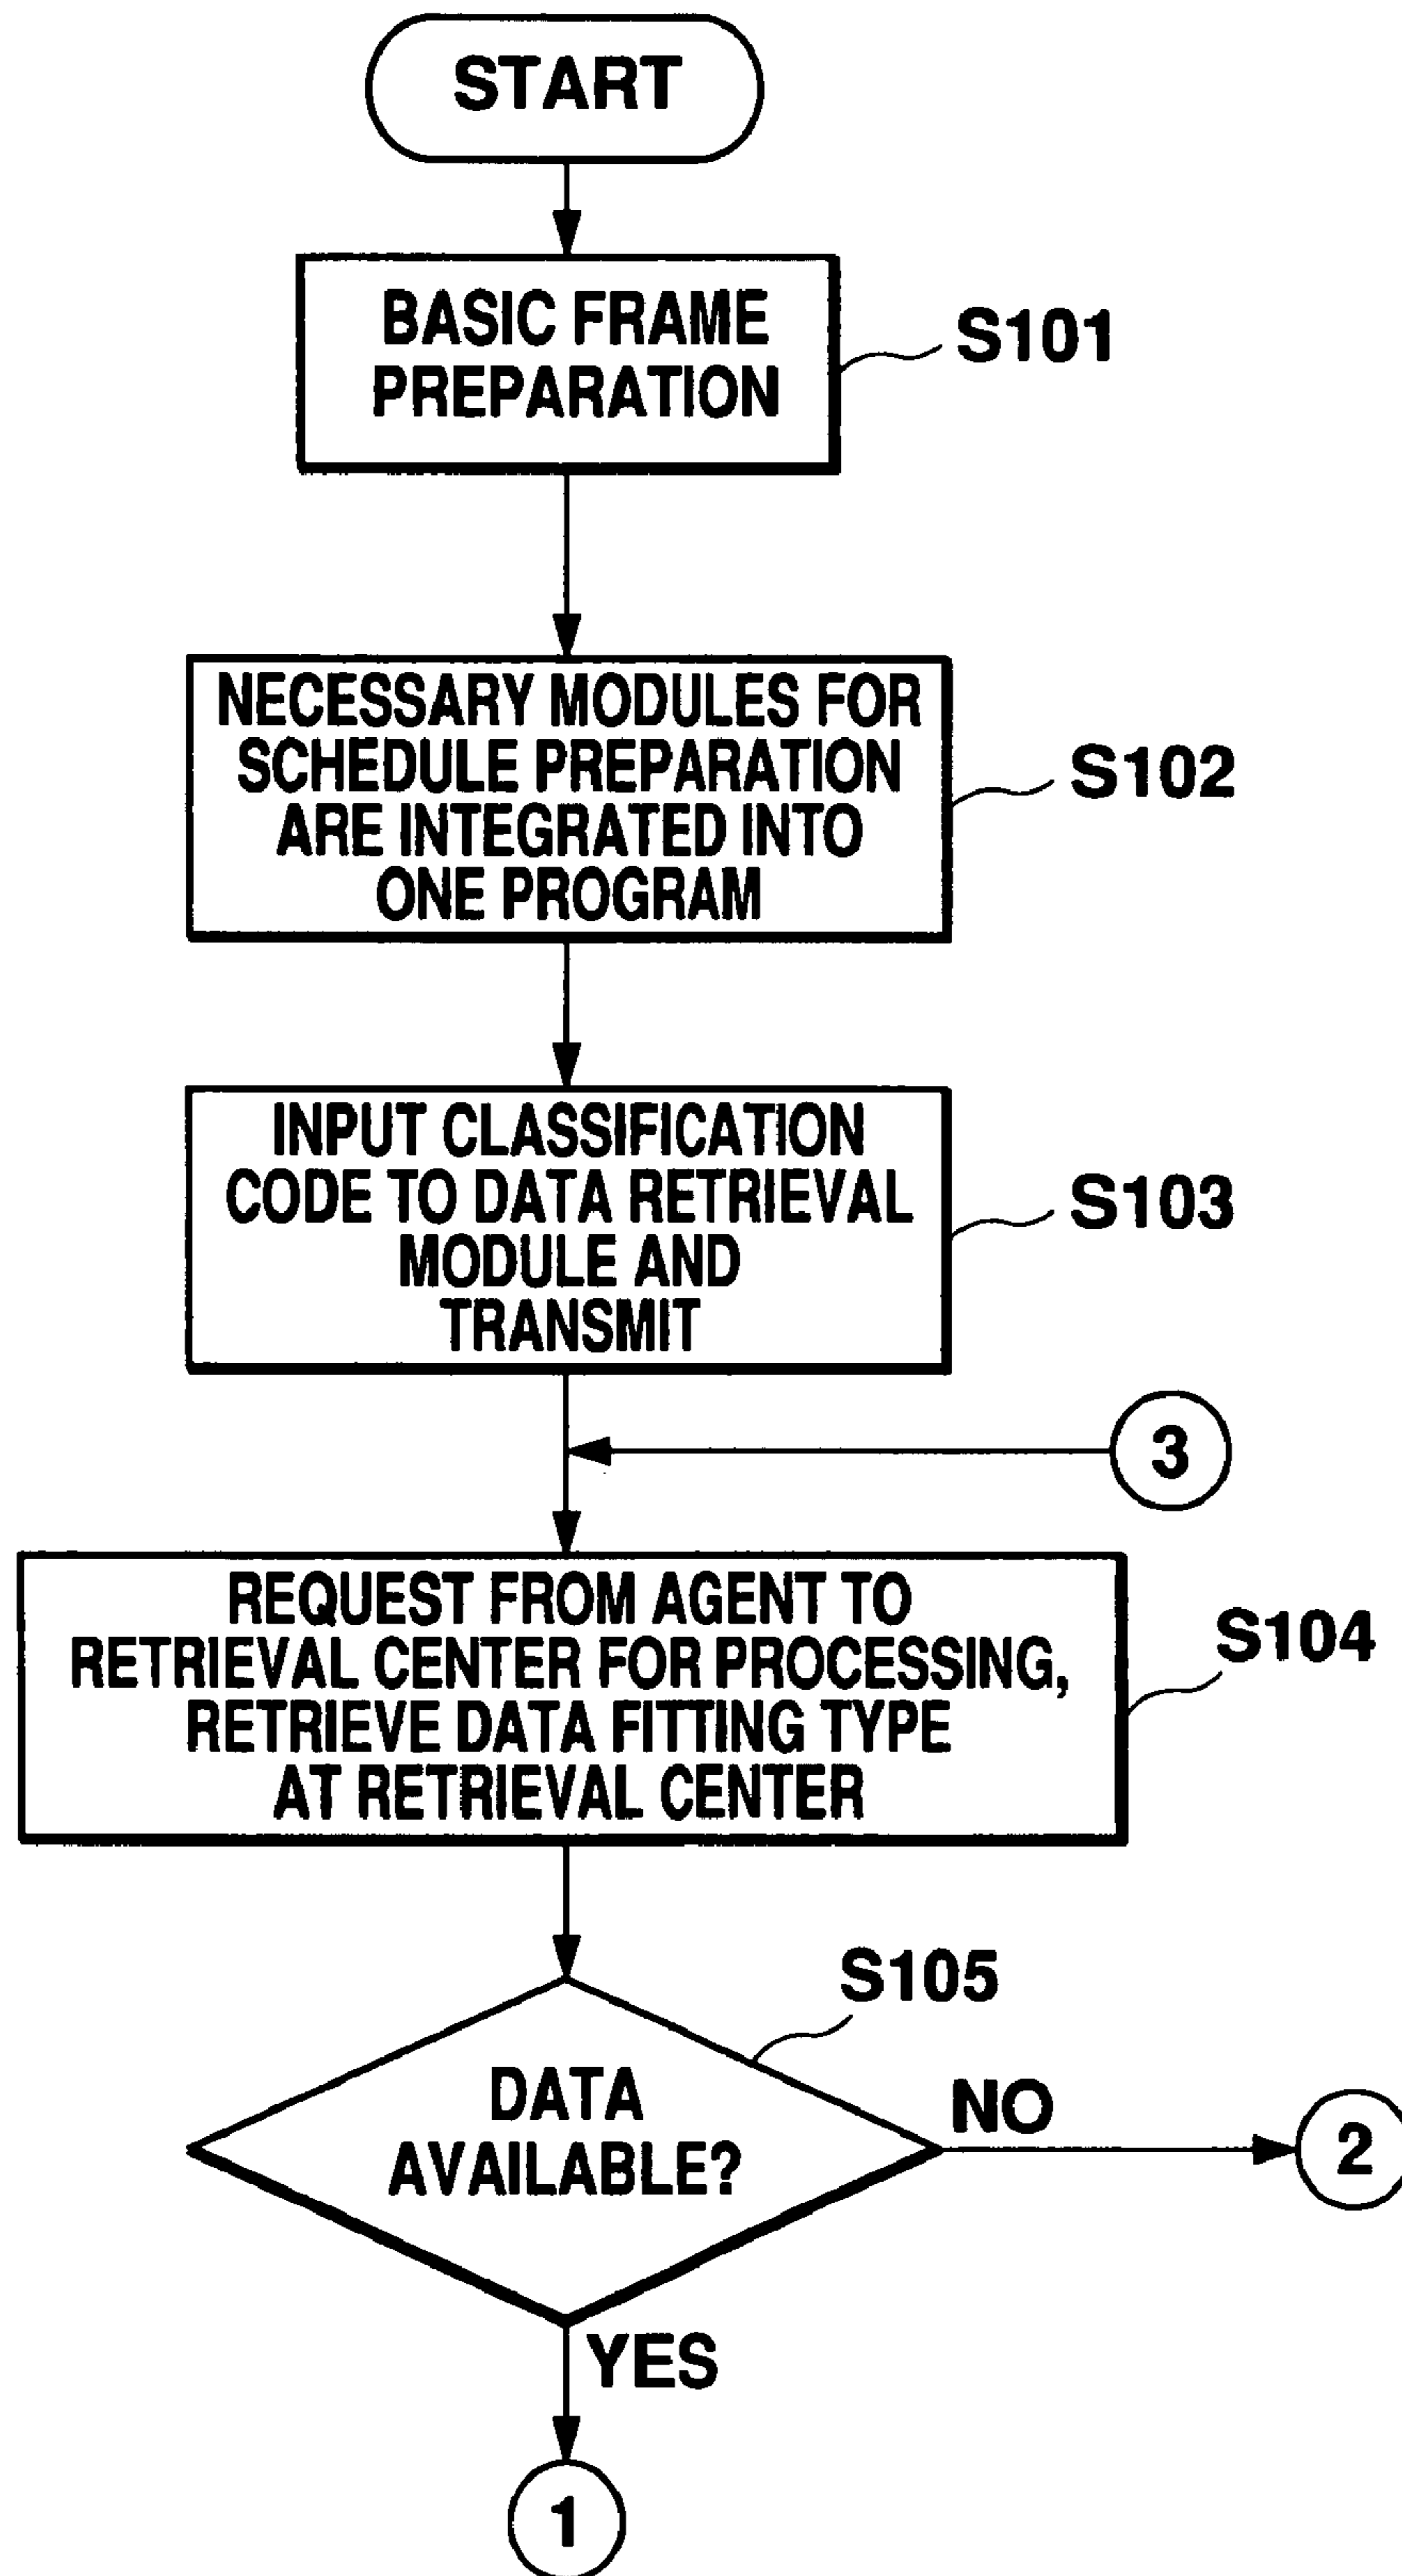 START
BASIC FRAME
PREPARATION
S101
NECESSARY MODULES FOR
SCHEDULE PREPARATION
ARE INTEGRATED INTO
ONE PROGRAM
S102
INPUT CLASSIFICATION
CODE TO DATA RETRIEVAL
MODULE AND
TRANSMIT
S103
3
REQUEST FROM AGENT TO
RETRIEVAL CENTER FOR PROCESSING,
RETRIEVE DATA FITTING TYPE
AT RETRIEVAL CENTER
S104
S105
DATA
AVAILABLE?
NO
2
YES
1